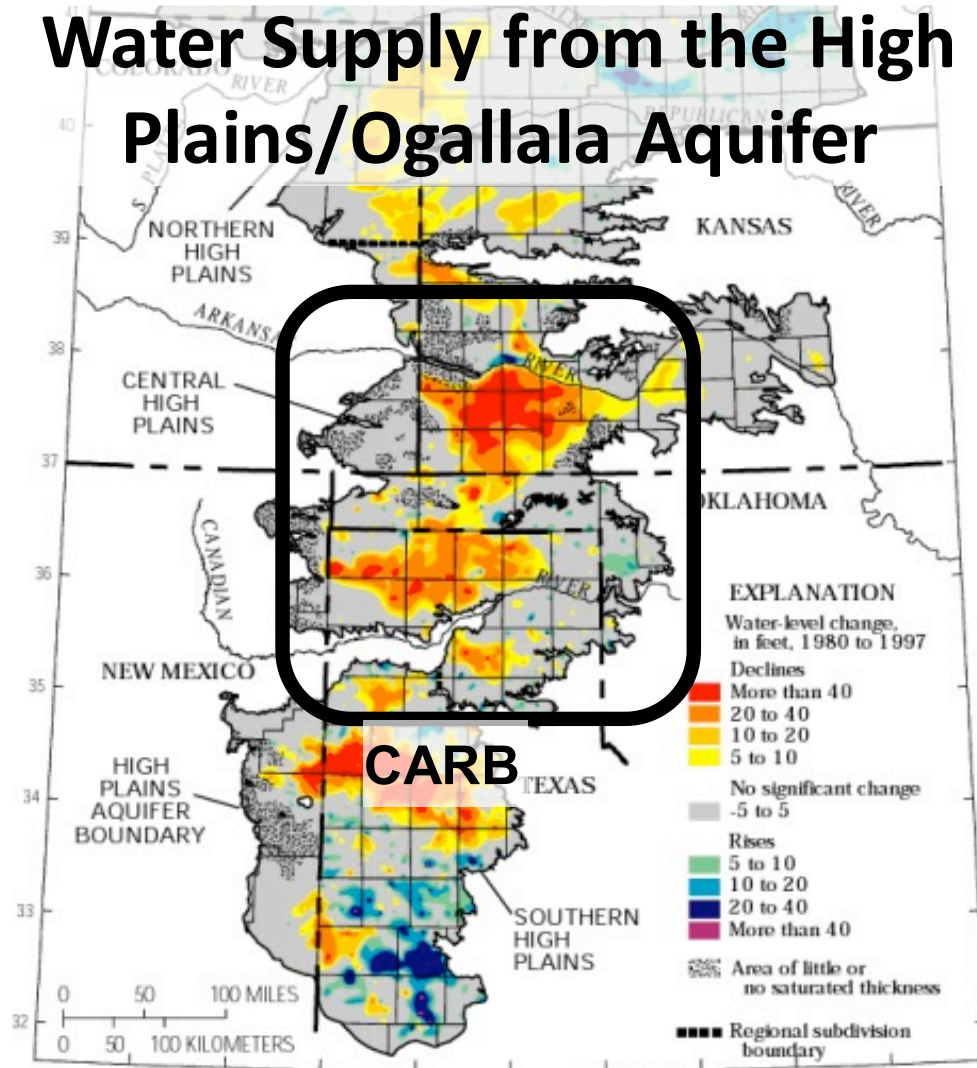 Water Supply from the High
Plains/Ogallala Aquifer
COLORADO
RIVER
REPUBLICAN
40
S PLA
RIVER
NORTHERN
HIGH
PLAINS
KANSAS
39
ARKANSA
38
RIVER
CENTRAL
HIGH
PLAINS
37
OKLAHOMA
CANADIAN
36
RIVER
NEW MEXICO
35
EXPLANATION
Water-level change,
in feet, 1980 to 1997
Declines
More than 40
20 to 40
10 to 20
5 to 10
No significant change
-5 to 5
Rises
5 to 10
10 to 20
20 to 40
More than 40
Area of little or
no saturated thickness
Regional subdivision
boundary
CARB
TEXAS
HIGH
PLAINS
AQUIFER
BOUNDARY
34
33
SOUTHERN
HIGH
PLAINS
0 50 100 MILES
0 50 100 KILOMETERS
32